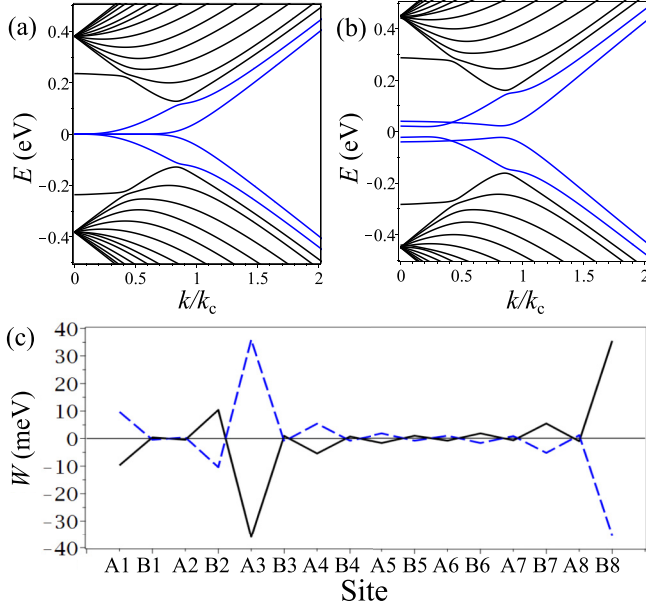 (a)
E (eV)
0.4
0.2
0
−0.2
−0.4
0 0.5 1 1.5 2
k/kc
(b)
E (eV)
0.4
0.2
0
−0.2
−0.4
0 0.5 1 1.5 2
k/kc
(c)
W (meV)
40
30
20
10
0
−10
−20
−30
−40
A1 B1 A2 B2 A3 B3 A4 B4 A5 B5 A6 B6 A7 B7 A8 B8
Site